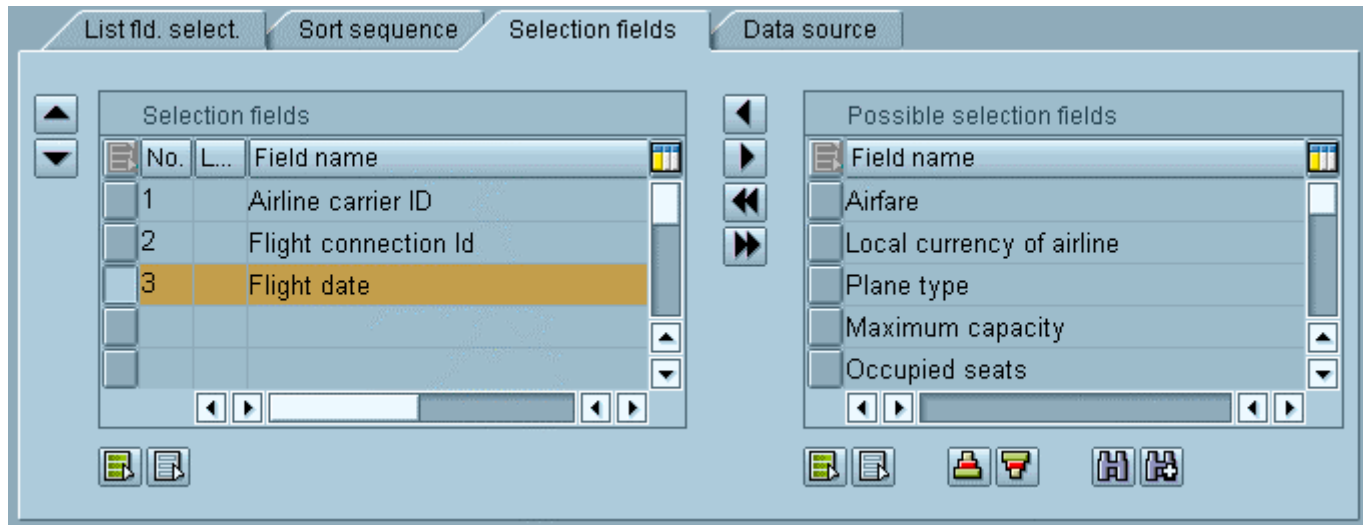 List fld. select. Sort sequence Selection fields Data source
Selection fields
No. L... Field name
1 Airline carrier ID
2 Flight connection Id
3 Flight date
Possible selection fields
Field name
Airfare
Local currency of airline
Plane type
Maximum capacity
Occupied seats